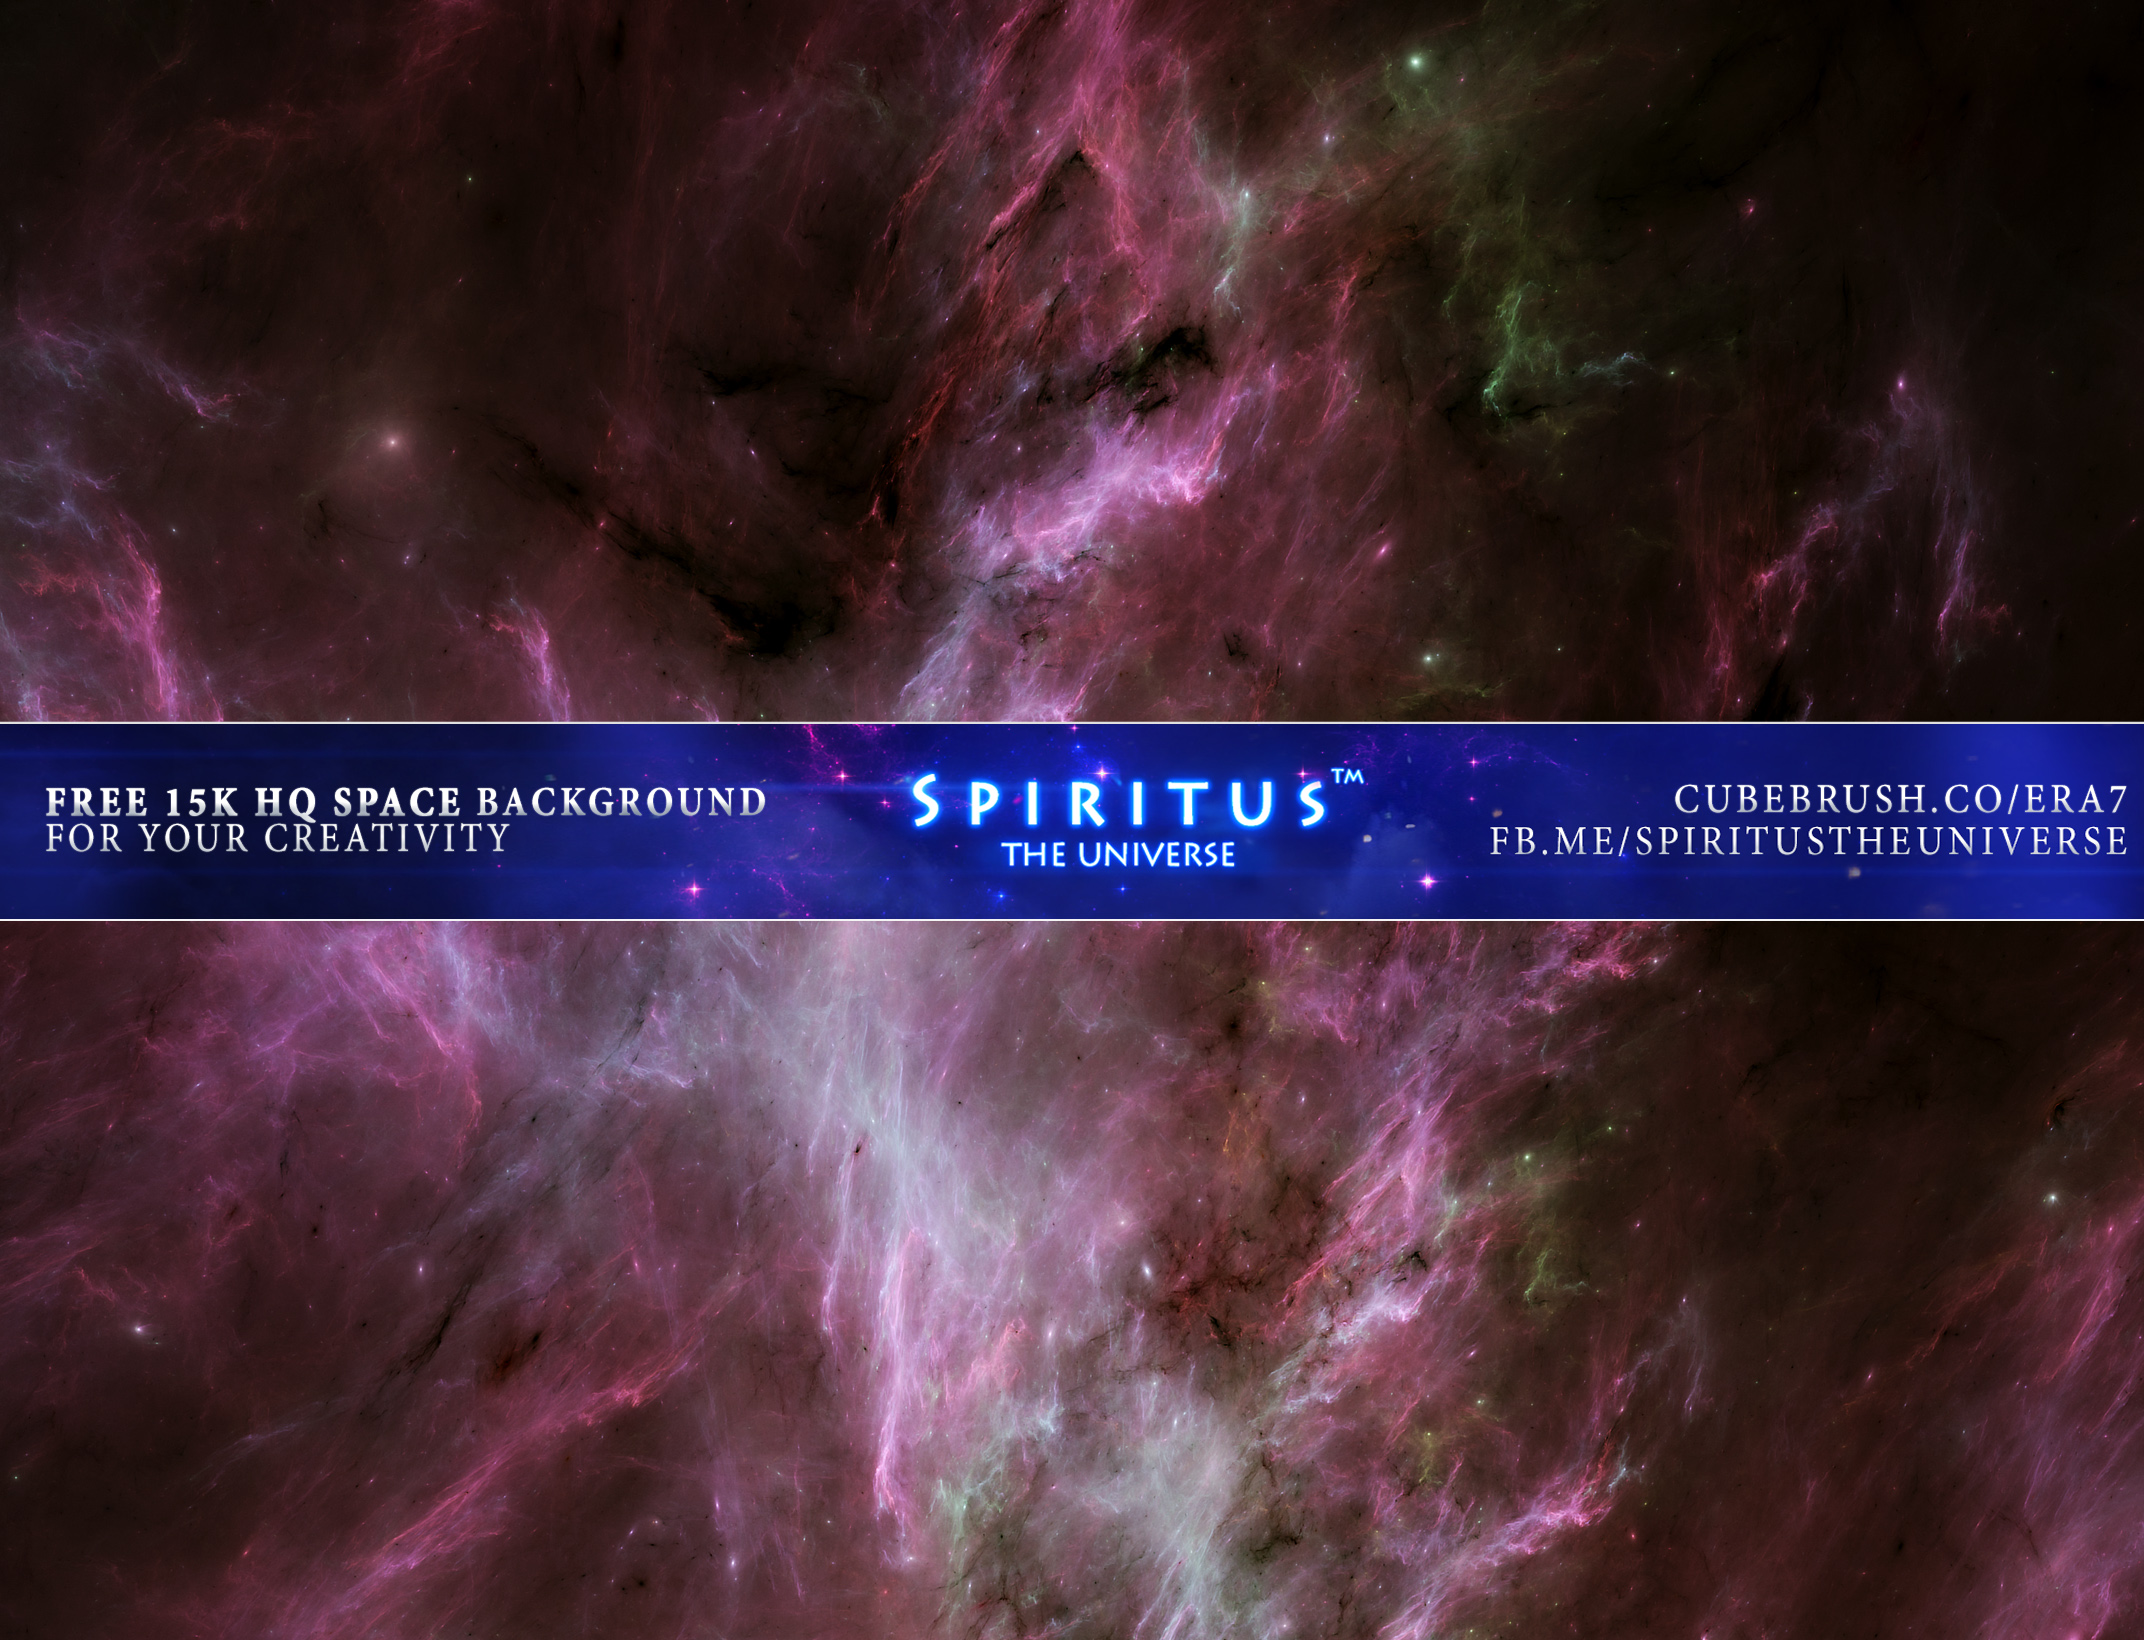 FREE 15K HQ SPACE BACKGROUND
FOR YOUR CREATIVITY
SPIRITUS™
THE UNIVERSE
CUBEBRUSH.CO/ERA7
FB.ME/SPIRITUSTHEUNIVERSE